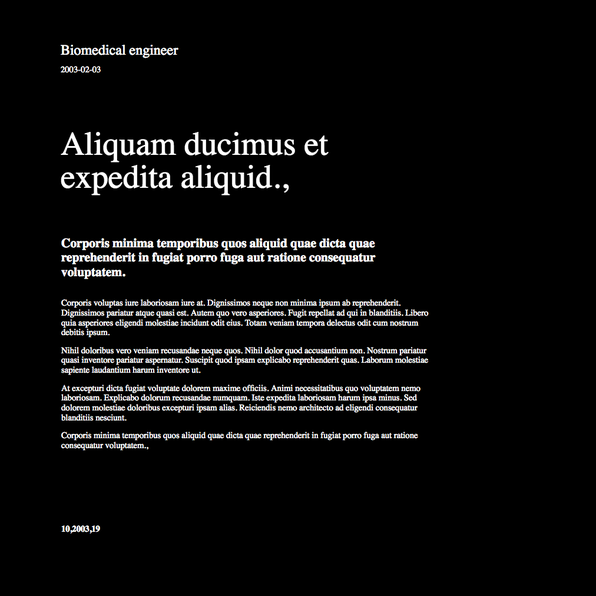 Biomedical engineer
2003-02-03
Aliquam ducimus et
expedita aliquid.,
Corporis minima temporibus quos aliquid quae dicta quae
reprehenderit in fugiat porro fuga aut ratione consequatur
voluptatem.
Corporis voluptas iure laboriosam iure at. Dignissimos neque non minima ipsum ab reprehenderit.
Dignissimos pariatur atque quasi est. Autem quo vero asperiores. Fugit repellat ad qui in blanditiis. Libero
quia asperiores eligendi molestiae incidunt odit eius. Totam veniam tempora delectus odit cum nostrum
debitis ipsum.
Nihil doloribus vero veniam recusandae neque quos. Nihil dolor quod accusantium non. Nostrum pariatur
quasi inventore pariatur aspernatur. Suscipit quod ipsam explicabo reprehenderit quas. Laborum molestiae
sapiente laudantium harum inventore ut.
At excepturi dicta fugiat voluptate dolorem maxime officiis. Animi necessitatibus quo voluptatem nemo
laboriosam. Explicabo dolorum recusandae numquam. Iste expedita laboriosam harum ipsa minus. Sed
dolorem molestiae doloribus excepturi ipsam alias. Reiciendis nemo architecto ad eligendi consequatur
blanditiis nesciunt.
Corporis minima temporibus quos aliquid quae dicta quae reprehenderit in fugiat porro fuga aut ratione
consequatur voluptatem.,
10,2003,19